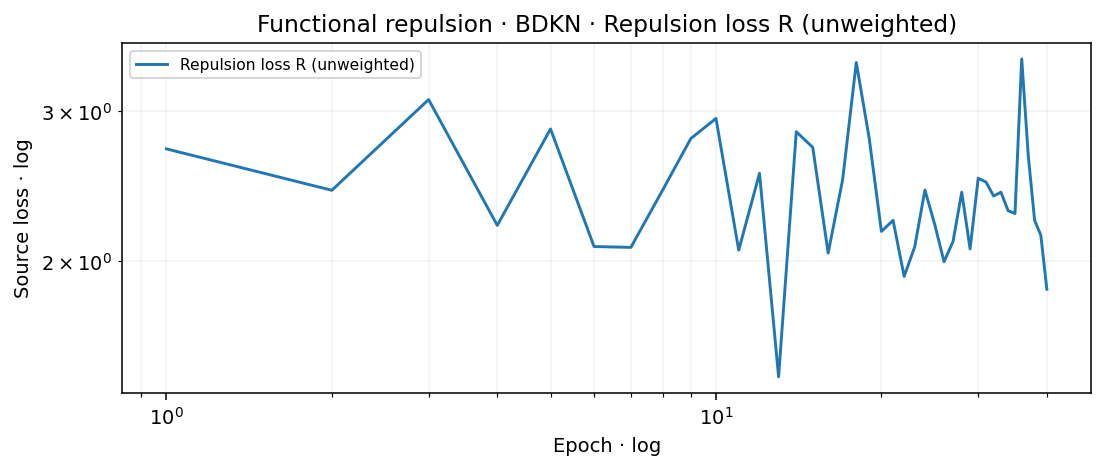 Functional repulsion · BDKN · Repulsion loss R (unweighted)
Repulsion loss R (unweighted)
3 × 10⁰
2 × 10⁰
Source loss · log
10⁰
10¹
Epoch · log